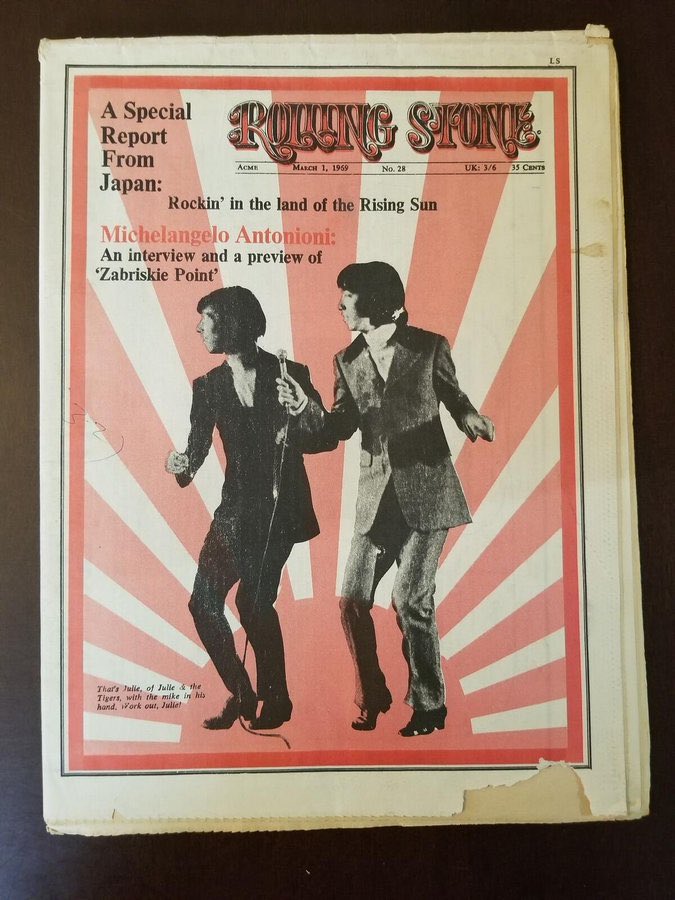 LS
A Special
Report
From
Japan:
ROLLING STONE
ACME MARCH 1, 1969 NO. 28 UK: 3/6 35 CENTS
Rockin' in the land of the Rising Sun
Michelangelo Antonioni:
An interview and a preview of
‘Zabriskie Point’
That's Julie, of Julie & the
Tigers, with the mike in his
hand. Work out, Julie!